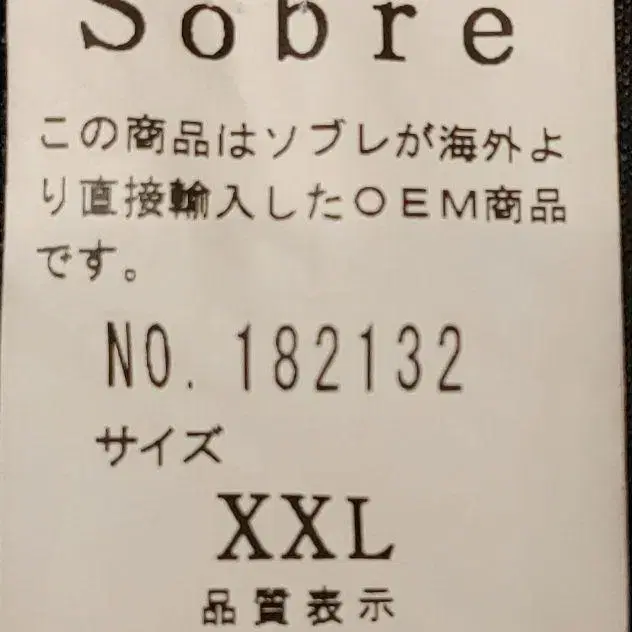 Sobre
この商品はソブレが海外よ
り直接輸入したOEM商品
です。
NO. 182132
サイズ
XXL
品質表示